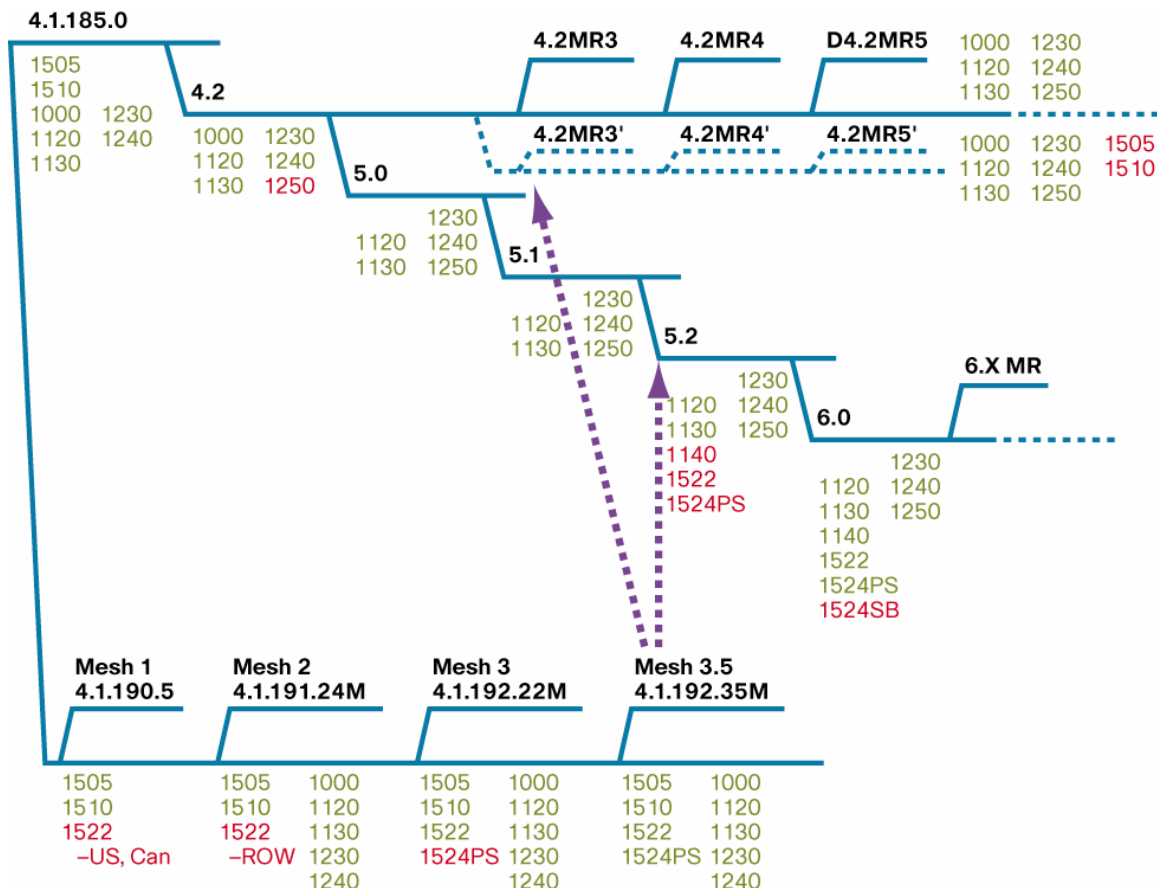 4.1.185.0
1505
1510
1000 1230
1120 1240
1130
4.2
1000 1230
1120 1240
1130 1250
4.2MR3
4.2MR4
D4.2MR5
1000 1230
1120 1240
1130 1250
4.2MR3'
4.2MR4'
4.2MR5'
1000 1230 1505
1120 1240 1510
1130 1250
5.0
1230
1120 1240
1130 1250
5.1
1230
1120 1240
1130 1250
5.2
1230
1120 1240
1130 1250
1140
1522
1524PS
6.0
6.X MR
1230
1120 1240
1130 1250
1140
1522
1524PS
1524SB
Mesh 1
4.1.190.5
Mesh 2
4.1.191.24M
Mesh 3
4.1.192.22M
Mesh 3.5
4.1.192.35M
1505
1510
1522
–US, Can
1505 1000
1510 1120
1522 1130
–ROW 1230
1240
1505 1000
1510 1120
1522 1130
1524PS 1230
1240
1505 1000
1510 1120
1522 1130
1524PS 1230
1240